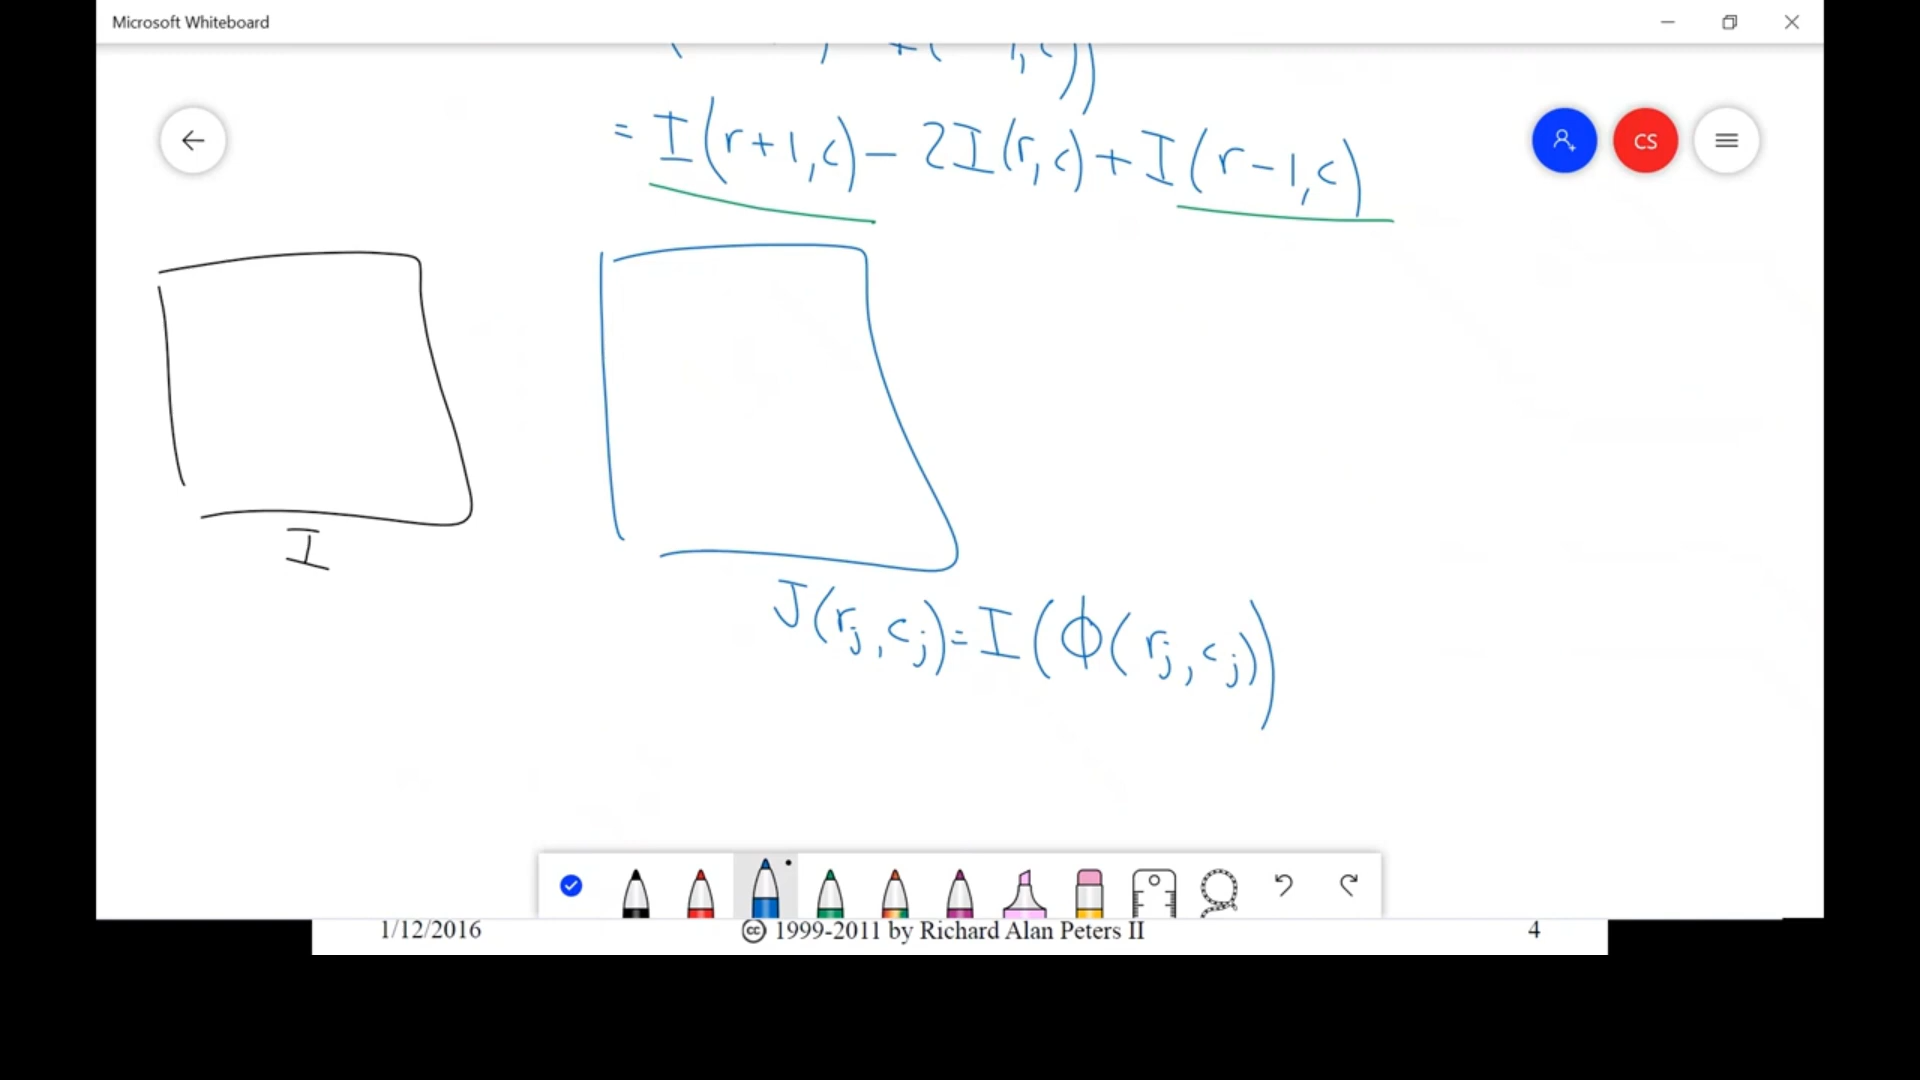 Microsoft Whiteboard
= I(r+1,c) - 2I(r,c) + I(r-1,c)
CS
I
J(rj,cj) = I(Φ(rj,cj))
1/12/2016
cc 1999-2011 by Richard Alan Peters II
4